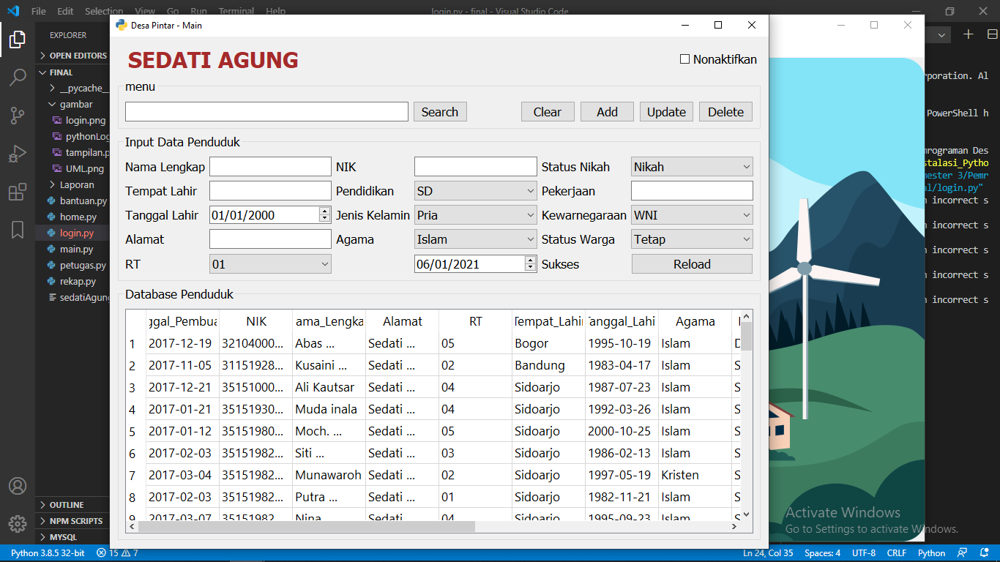 File Edit Selection View Go Run Terminal Help login.py - final - Visual Studio Code
Desa Pintar - Main
EXPLORER
OPEN EDITORS
FINAL
__pycache__
gambar
login.png
pythonLog
tampilan.p
UML.png
Laporan
bantuan.py
home.py
login.py
main.py
petugas.py
rekap.py
sedatiAgung
OUTLINE
NPM SCRIPTS
MYSQL
SEDATI AGUNG
Nonaktifkan
menu
Search Clear Add Update Delete
Input Data Penduduk
Nama Lengkap NIK Status Nikah Nikah
Tempat Lahir Pendidikan SD Pekerjaan
Tanggal Lahir 01/01/2000 Jenis Kelamin Pria Kewarnegaraan WNI
Alamat Agama Islam Status Warga Tetap
RT 01 06/01/2021 Sukses Reload
Database Penduduk
ggal_Pembua NIK ama_Lengka Alamat RT Tempat_Lahi Tanggal_Lahi Agama
1 2017-12-19 32104000... Abas ... Sedati ... 05 Bogor 1995-10-19 Islam D
2 2017-11-05 31151928... Kusaini ... Sedati ... 02 Bandung 1983-04-17 Islam S
3 2017-12-21 35151000... Ali Kautsar Sedati ... 04 Sidoarjo 1987-07-23 Islam S
4 2017-01-21 35151930... Muda inala Sedati ... 04 Sidoarjo 1992-03-26 Islam S
5 2017-01-12 35151980... Moch. ... Sedati ... 05 Sidoarjo 2000-10-25 Islam S
6 2017-02-03 35151982... Siti ... Sedati ... 03 Sidoarjo 1986-02-13 Islam S
7 2017-03-04 35151982... Munawaroh Sedati ... 02 Sidoarjo 1997-05-19 Kristen S
8 2017-02-03 35151982... Putra ... Sedati ... 01 Sidoarjo 1982-11-21 Islam S
9 2017-03-07 35151982 Nina Sedati ... 04 Sidoarjo 1995-09-23 Islam S
rporation. Al
PowerShell h
mrograman Des
stalasi_Pytho
mester 3/Pemr
al/login.py"
n incorrect s
n incorrect s
n incorrect s
n incorrect s
n incorrect s
Activate Windows
Go to Settings to activate Windows.
Python 3.8.5 32-bit 15 7 Ln 24, Col 35 Spaces: 4 UTF-8 CRLF Python